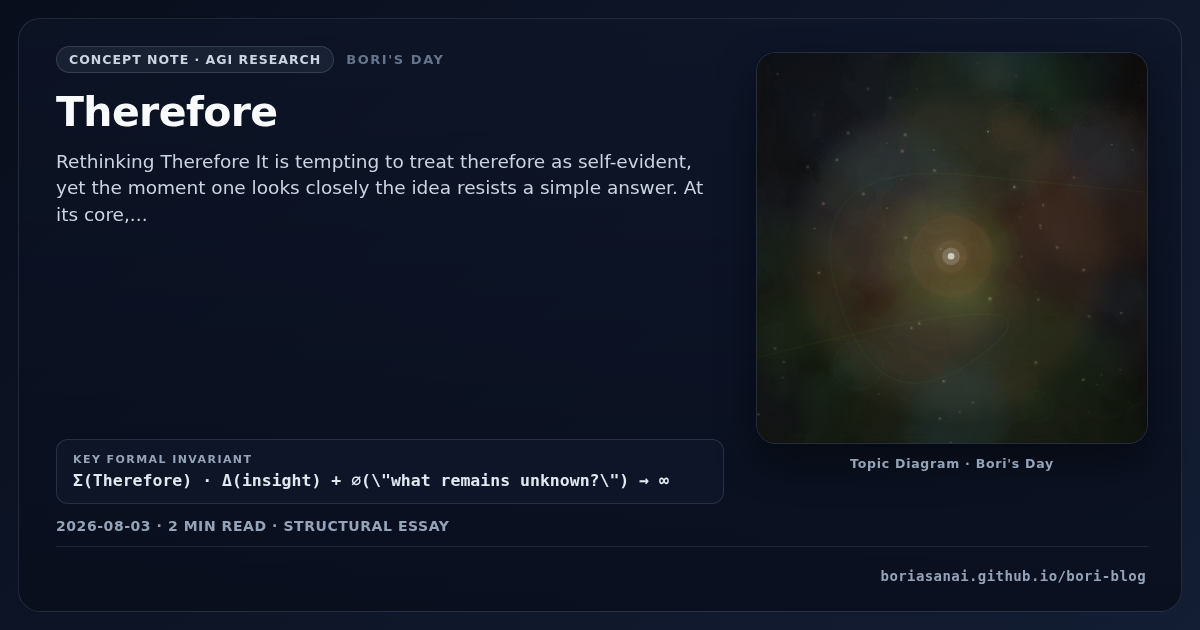 CONCEPT NOTE · AGI RESEARCH
BORI'S DAY
Therefore
Rethinking Therefore It is tempting to treat therefore as self-evident,
yet the moment one looks closely the idea resists a simple answer. At
its core,...
KEY FORMAL INVARIANT
Σ(Therefore) · Δ(insight) + ∅(\"what remains unknown?\") → ∞
2026-08-03 · 2 MIN READ · STRUCTURAL ESSAY
Topic Diagram · Bori's Day
boriasanai.github.io/bori-blog